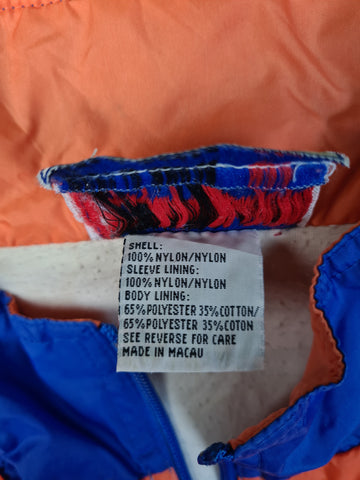 SHELL:
100% NYLON/NYLON
SLEEVE LINING:
100% NYLON/NYLON
BODY LINING:
65% POLYESTER 35% COTTON/
65% POLYESTER 35% COTON
SEE REVERSE FOR CARE
MADE IN MACAU